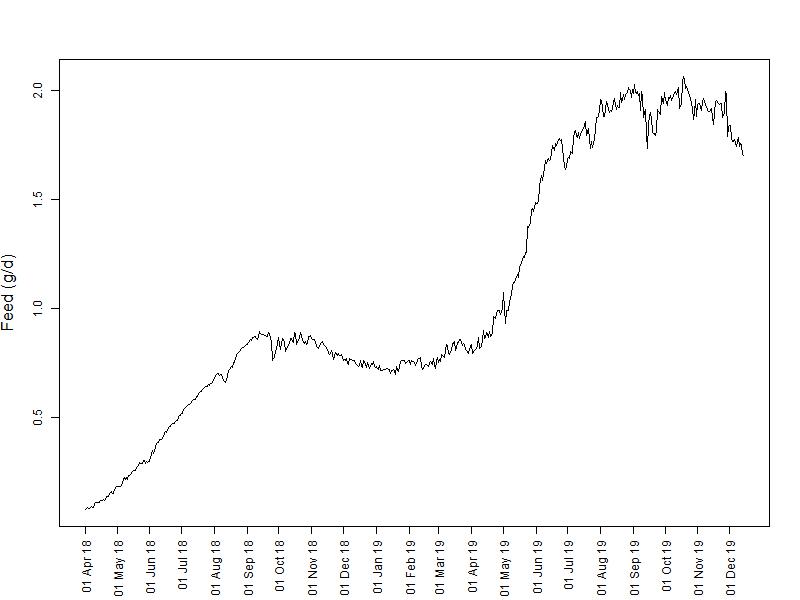 Feed (g/d)
2.0
1.5
1.0
0.5
01 Apr 18
01 May 18
01 Jun 18
01 Jul 18
01 Aug 18
01 Sep 18
01 Oct 18
01 Nov 18
01 Dec 18
01 Jan 19
01 Feb 19
01 Mar 19
01 Apr 19
01 May 19
01 Jun 19
01 Jul 19
01 Aug 19
01 Sep 19
01 Oct 19
01 Nov 19
01 Dec 19